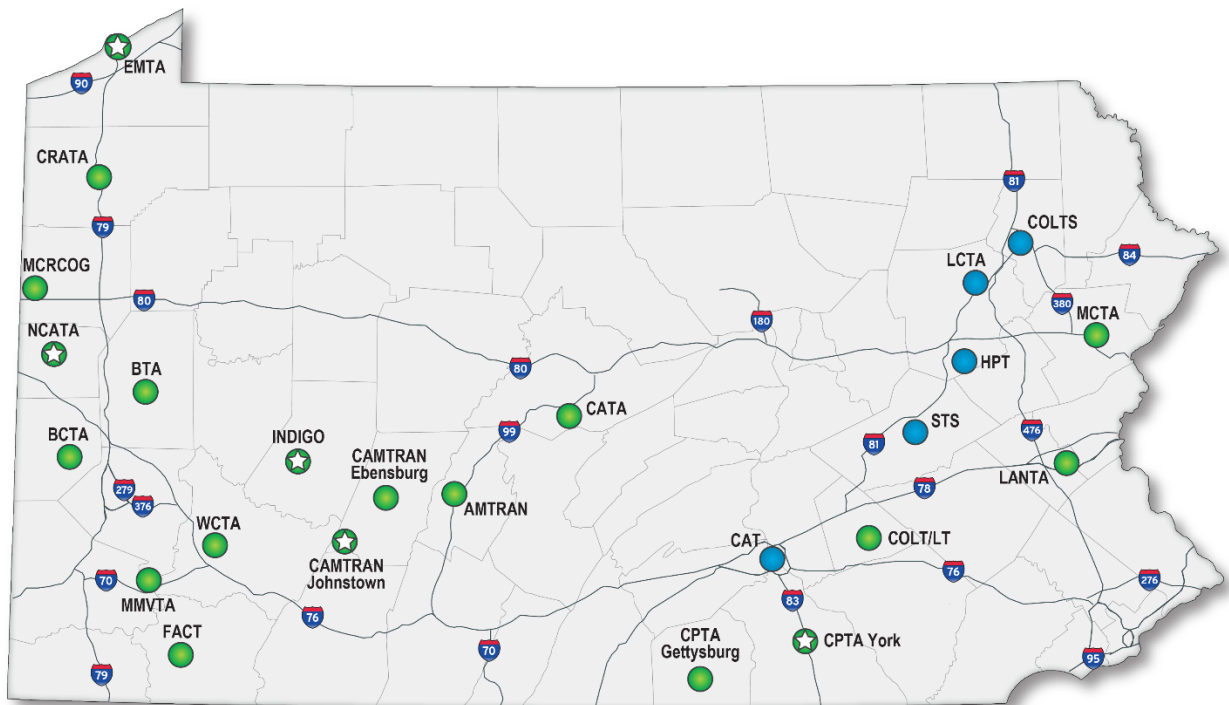 EMTA
90
CRATA
81
79
COLTS
84
MCRCOG
LCTA
80
380
180
MCTA
NCATA
HPT
80
BTA
CATA
STS
99
476
81
BCTA
INDIGO
CAMTRAN
Ebensburg
LANTA
279
78
376
AMTRAN
WCTA
CAT
COLT/LT
CAMTRAN
Johnstown
70
76
276
MMVTA
83
76
FACT
CPTA
Gettysburg
CPTA York
70
95
79